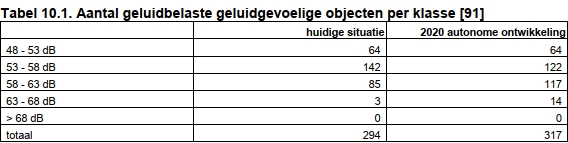 Tabel 10.1. Aantal geluidbelaste geluidgevoelige objecten per klasse [91]
huidige situatie 2020 autonome ontwikkeling
48 - 53 dB 64 64
53 - 58 dB 142 122
58 - 63 dB 85 117
63 - 68 dB 3 14
> 68 dB 0 0
totaal 294 317